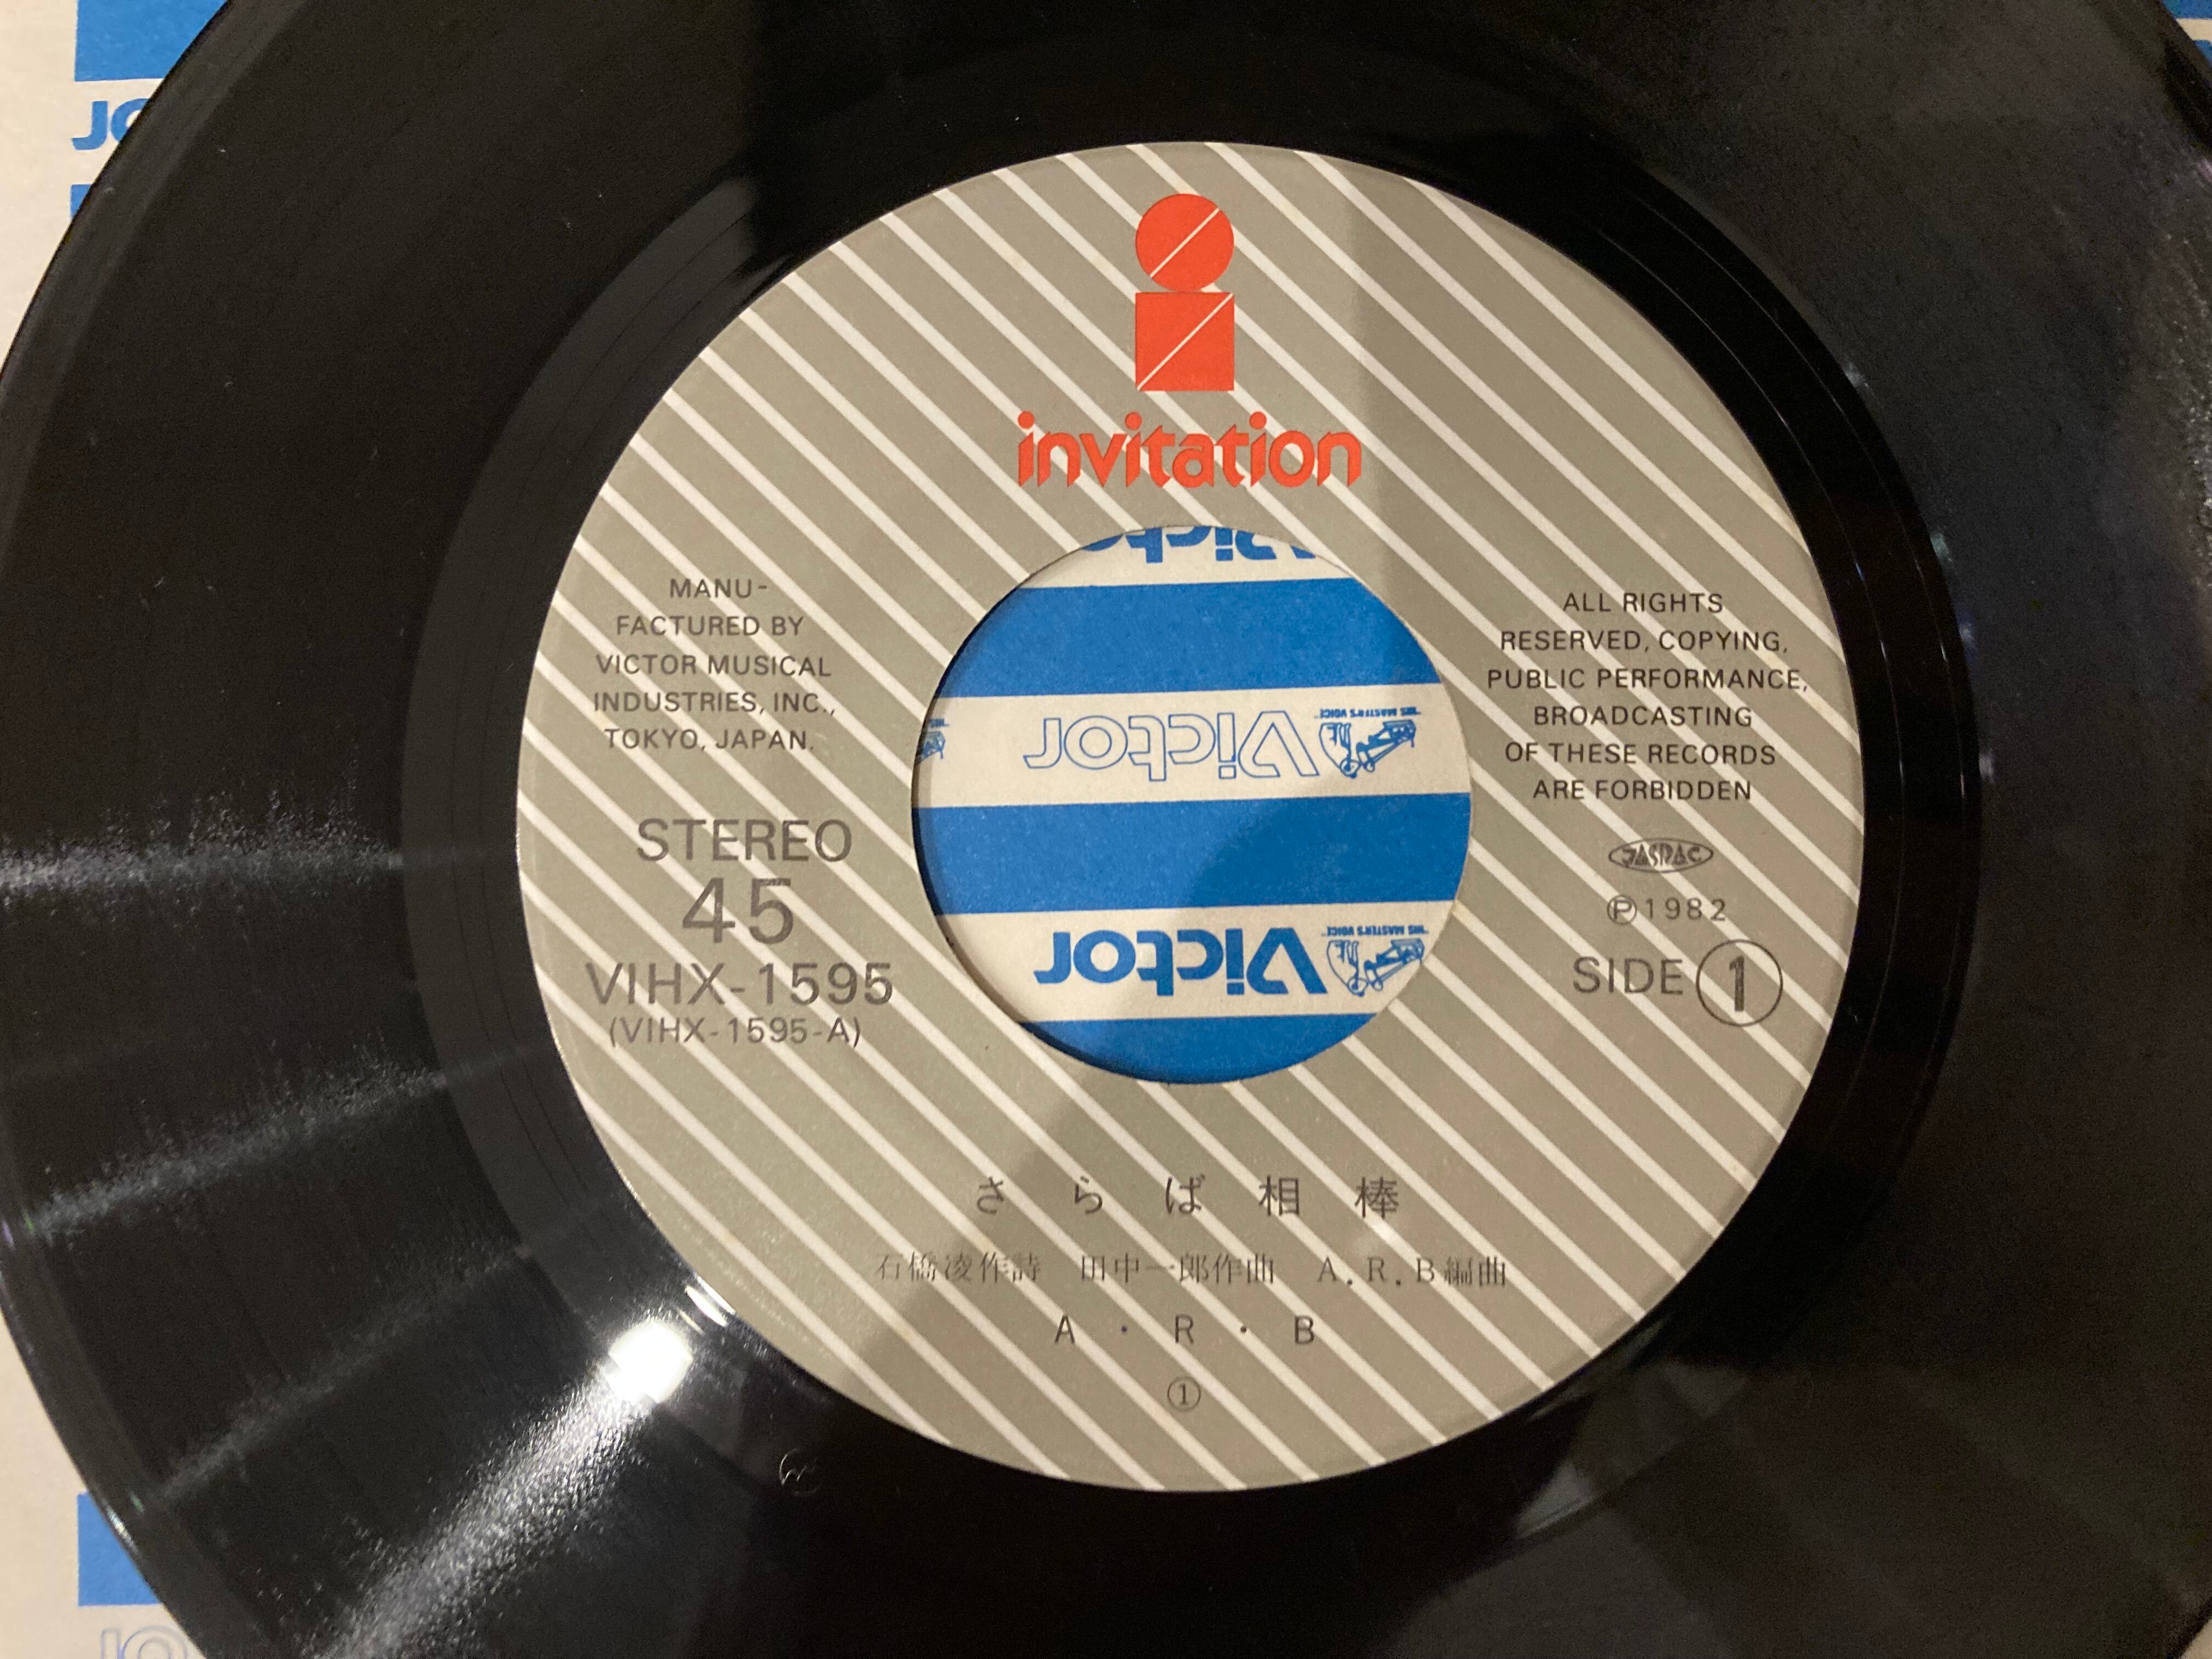 invitation
MANU-
FACTURED BY
VICTOR MUSICAL
INDUSTRIES, INC.,
TOKYO, JAPAN.
STEREO
45
VIHX-1595
(VIHX-1595-A)
ALL RIGHTS
RESERVED, COPYING,
PUBLIC PERFORMANCE,
BROADCASTING
OF THESE RECORDS
ARE FORBIDDEN
JASRAC
Ⓟ1982
SIDE ①
Victor
"HIS MASTER'S VOICE"
Victor
"HIS MASTER'S VOICE"
さらば相棒
石橋凌作詩 田中一郎作曲 A.R.B編曲
A・R・B
①